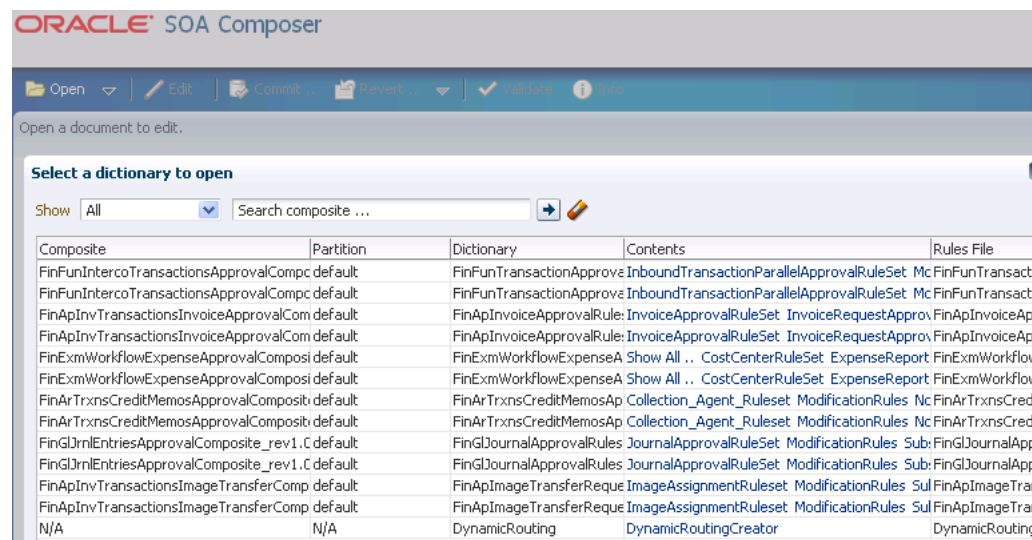 ORACLE SOA Composer
Open Edit Commit .. Revert .. Validate Info
Open a document to edit.
Select a dictionary to open
Show All Search composite ...
Composite Partition Dictionary Contents Rules File
FinFunIntercoTransactionsApprovalCompc default FinFunTransactionApprova InboundTransactionParallelApprovalRuleSet Mc FinFunTransact
FinFunIntercoTransactionsApprovalCompc default FinFunTransactionApprova InboundTransactionParallelApprovalRuleSet Mc FinFunTransact
FinApInvTransactionsInvoiceApprovalCom default FinApInvoiceApprovalRule InvoiceApprovalRuleSet InvoiceRequestApprov FinApInvoiceAp
FinApInvTransactionsInvoiceApprovalCom default FinApInvoiceApprovalRule InvoiceApprovalRuleSet InvoiceRequestApprov FinApInvoiceAp
FinExmWorkflowExpenseApprovalComposi default FinExmWorkflowExpenseA Show All .. CostCenterRuleSet ExpenseReport FinExmWorkflow
FinExmWorkflowExpenseApprovalComposi default FinExmWorkflowExpenseA Show All .. CostCenterRuleSet ExpenseReport FinExmWorkflow
FinArTrxnsCreditMemosApprovalComposit default FinArTrxnsCreditMemosAp Collection_Agent_Ruleset ModificationRules Nc FinArTrxnsCred
FinArTrxnsCreditMemosApprovalComposit default FinArTrxnsCreditMemosAp Collection_Agent_Ruleset ModificationRules Nc FinArTrxnsCred
FinGlJrnlEntriesApprovalComposite_rev1.0 default FinGlJournalApprovalRules JournalApprovalRuleSet ModificationRules Sub FinGlJournalApp
FinGlJrnlEntriesApprovalComposite_rev1.0 default FinGlJournalApprovalRules JournalApprovalRuleSet ModificationRules Sub FinGlJournalApp
FinApInvTransactionsImageTransferComp default FinApImageTransferReque ImageAssignmentRuleset ModificationRules Sul FinApImageTra
FinApInvTransactionsImageTransferComp default FinApImageTransferReque ImageAssignmentRuleset ModificationRules Sul FinApImageTra
N/A N/A DynamicRouting DynamicRoutingCreator DynamicRouting